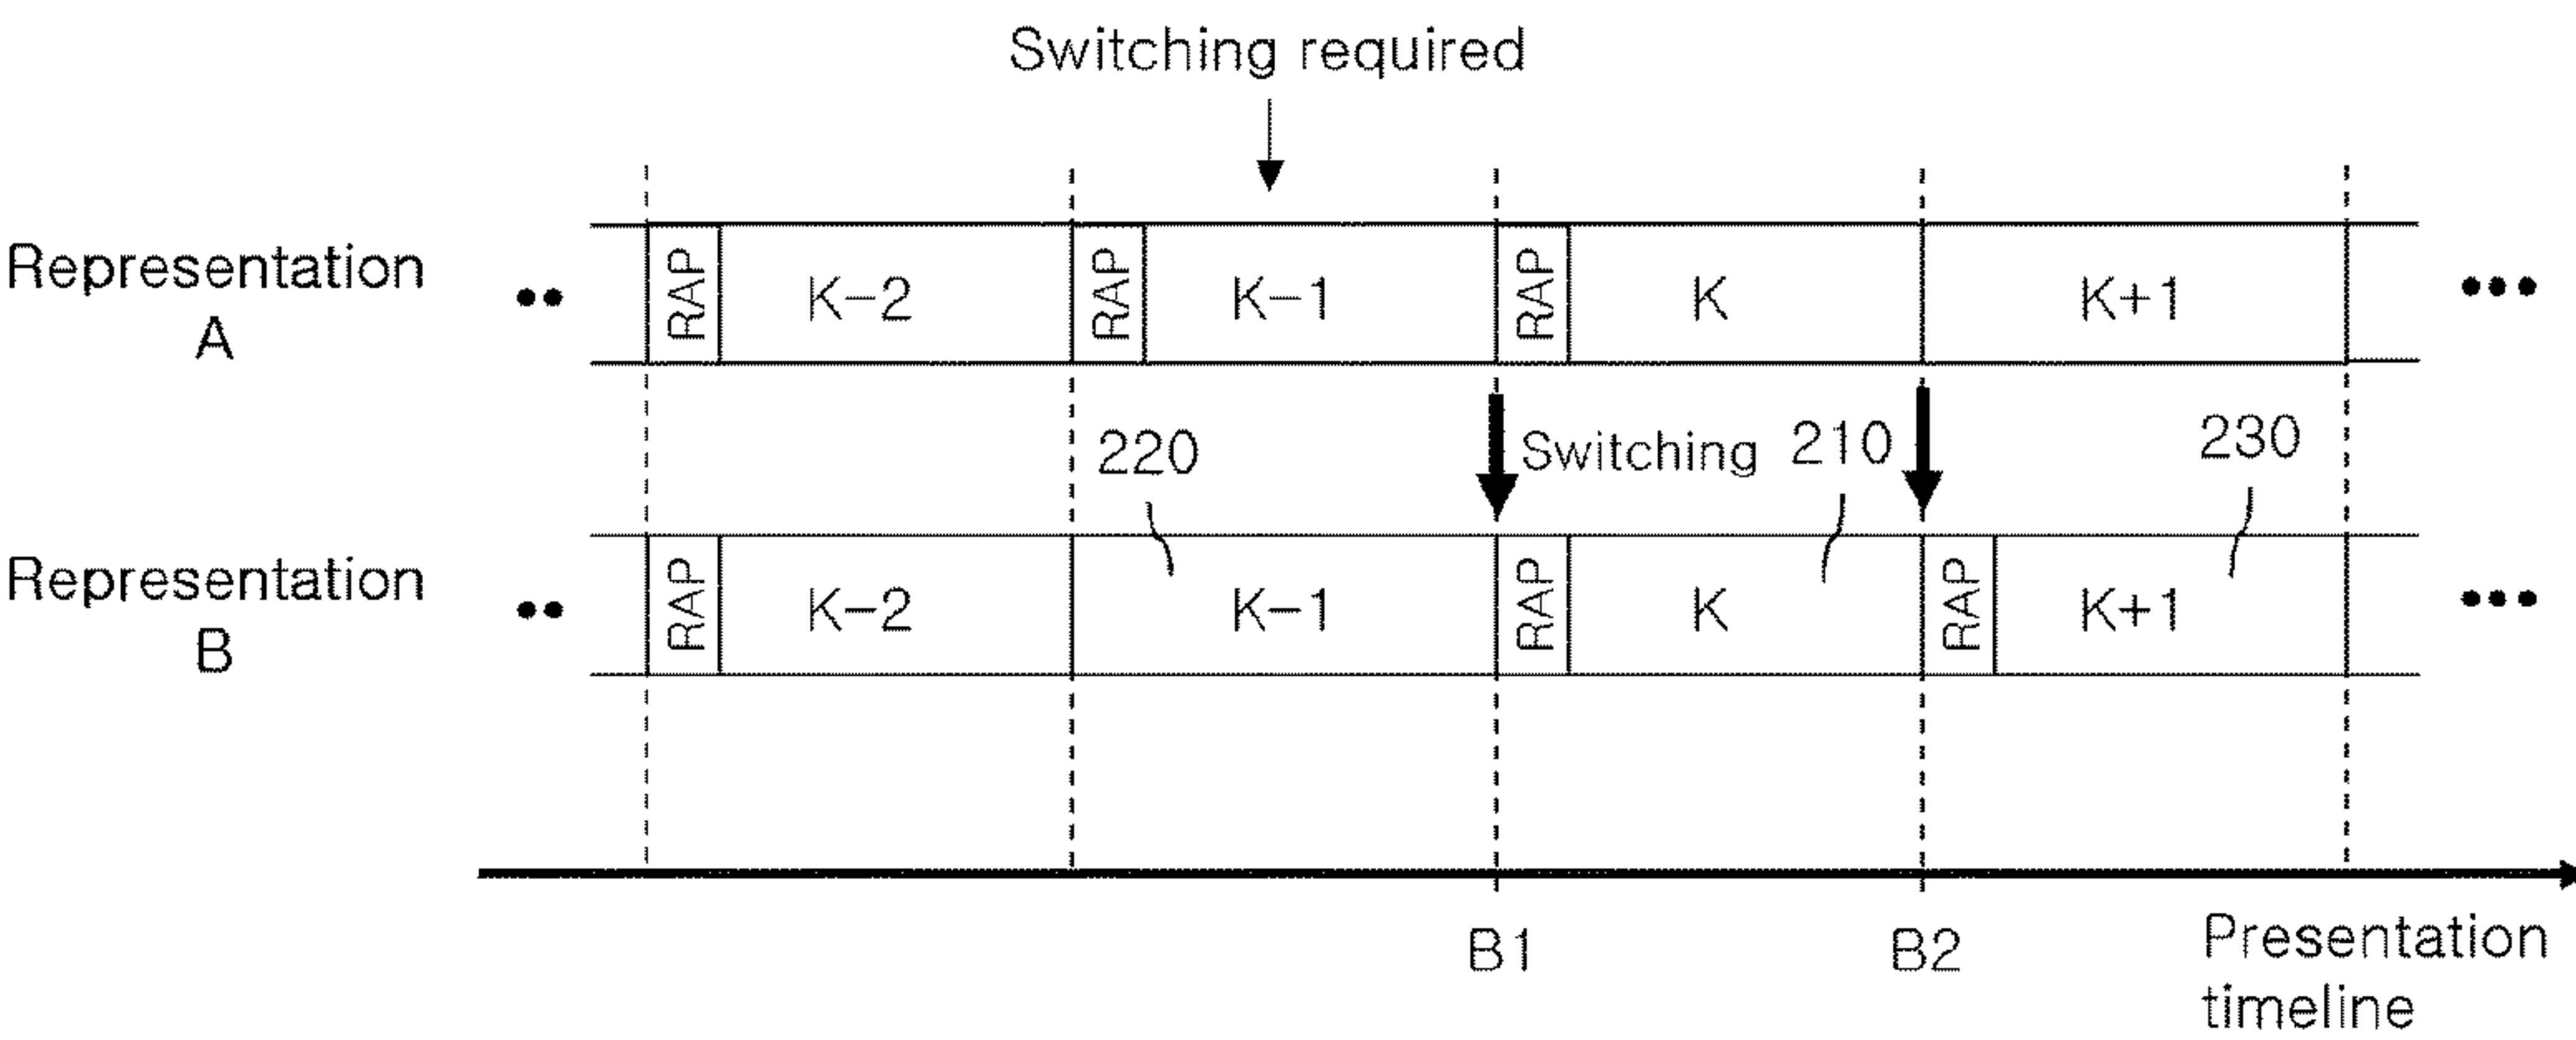 Switching required
Representation
A
•• RAP K-2 RAP K-1 RAP K K+1 •••
220 Switching 210 230
Representation
B
•• RAP K-2 K-1 RAP K RAP K+1 •••
B1 B2 Presentation
timeline